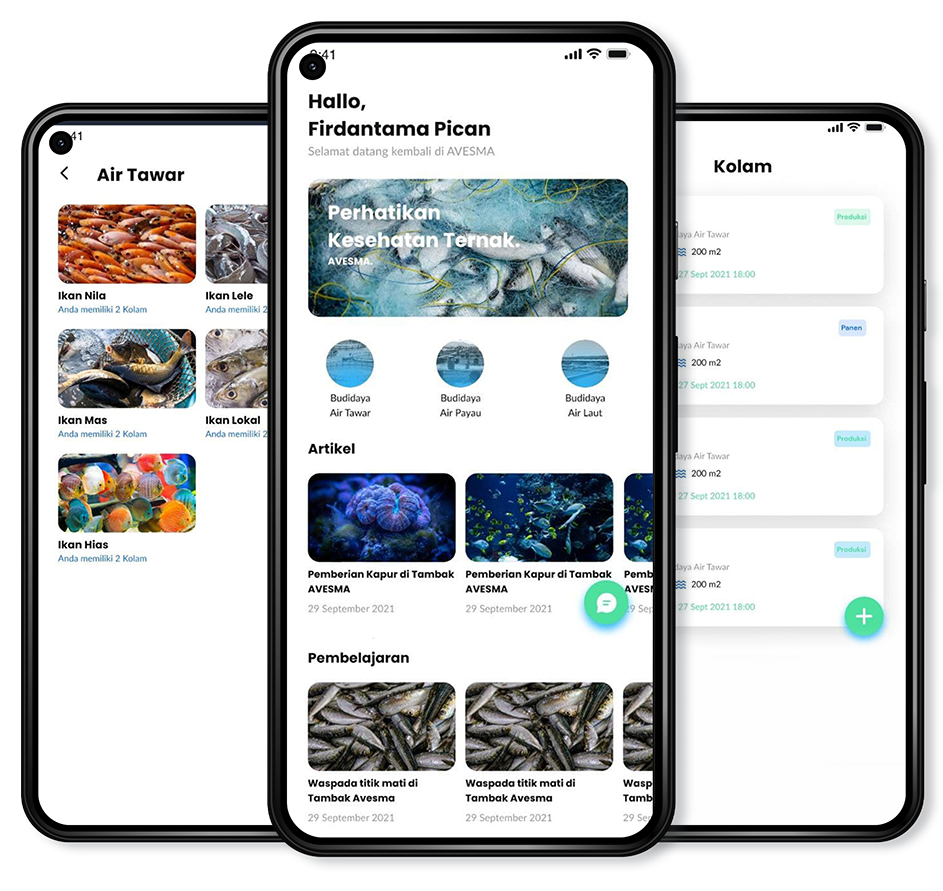 41
Air Tawar
Ikan Nila
Anda memiliki 2 Kolam
Ikan Lele
Anda memiliki 2
Ikan Mas
Anda memiliki 2 Kolam
Ikan Lokal
Anda memiliki 2
Ikan Hias
Anda memiliki 2 Kolam
9:41
Hallo,
Firdantama Pican
Selamat datang kembali di AVESMA
Perhatikan
Kesehatan Ternak.
AVESMA.
Budidaya
Air Tawar
Budidaya
Air Payau
Budidaya
Air Laut
Artikel
Pemberian Kapur di Tambak
AVESMA
29 September 2021
Pemberian Kapur di Tambak
AVESMA
29 September 2021
Pemb
AVES
29 Sep
Pembelajaran
Waspada titik mati di
Tambak Avesma
29 September 2021
Waspada titik mati di
Tambak Avesma
29 September 2021
Wasp
Tamb
29 Sep
Kolam
Produksi
daya Air Tawar
200 m2
27 Sept 2021 18:00
Panen
daya Air Tawar
200 m2
27 Sept 2021 18:00
Produksi
daya Air Tawar
200 m2
27 Sept 2021 18:00
Produksi
daya Air Tawar
200 m2
27 Sept 2021 18:00